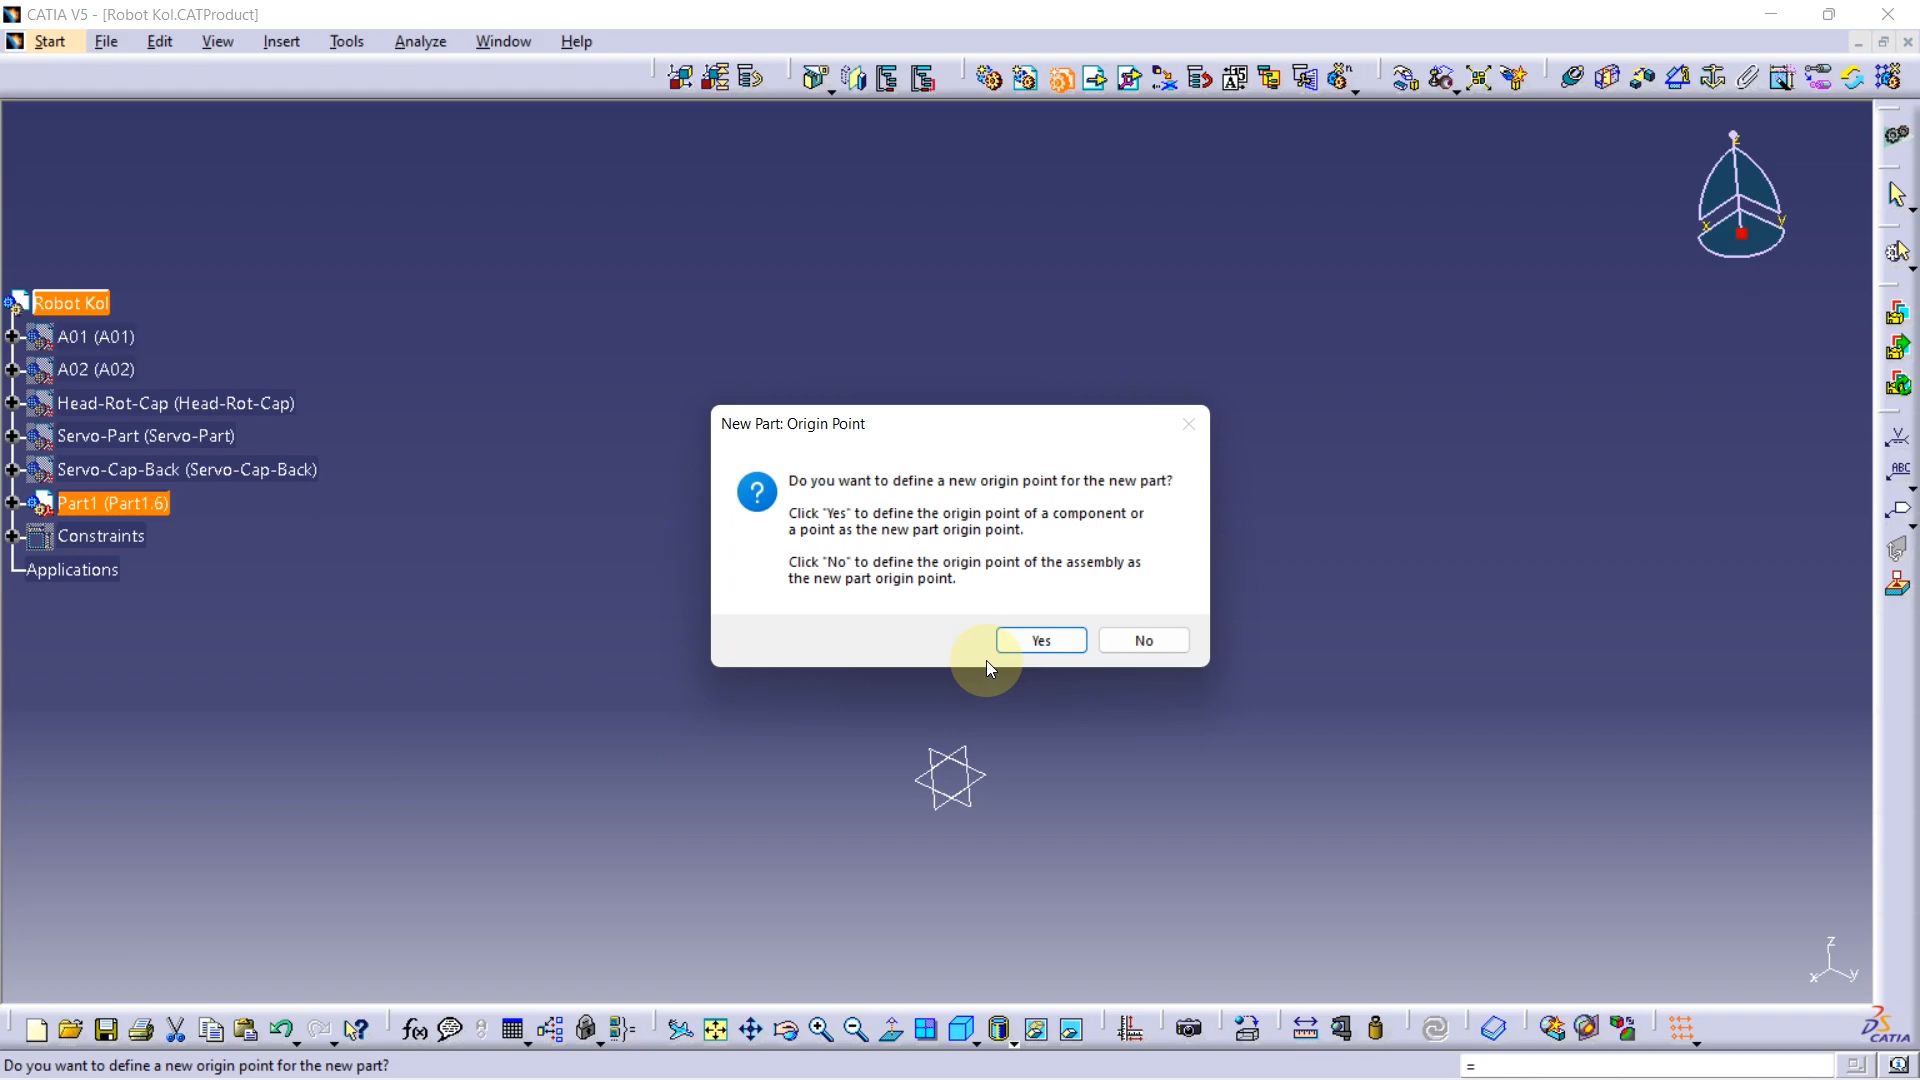 CATIA V5 - [Robot Kol.CATProduct]
Start File Edit View Insert Tools Analyze Window Help
z
x y
Robot Kol
A01 (A01)
A02 (A02)
Head-Rot-Cap (Head-Rot-Cap)
Servo-Part (Servo-Part)
Servo-Cap-Back (Servo-Cap-Back)
Part1 (Part1.6)
Constraints
Applications
New Part: Origin Point
Do you want to define a new origin point for the new part?
Click "Yes" to define the origin point of a component or
a point as the new part origin point.
Click "No" to define the origin point of the assembly as
the new part origin point.
Yes No
ABC
z
x y
f(x)
CATIA
Do you want to define a new origin point for the new part?
=